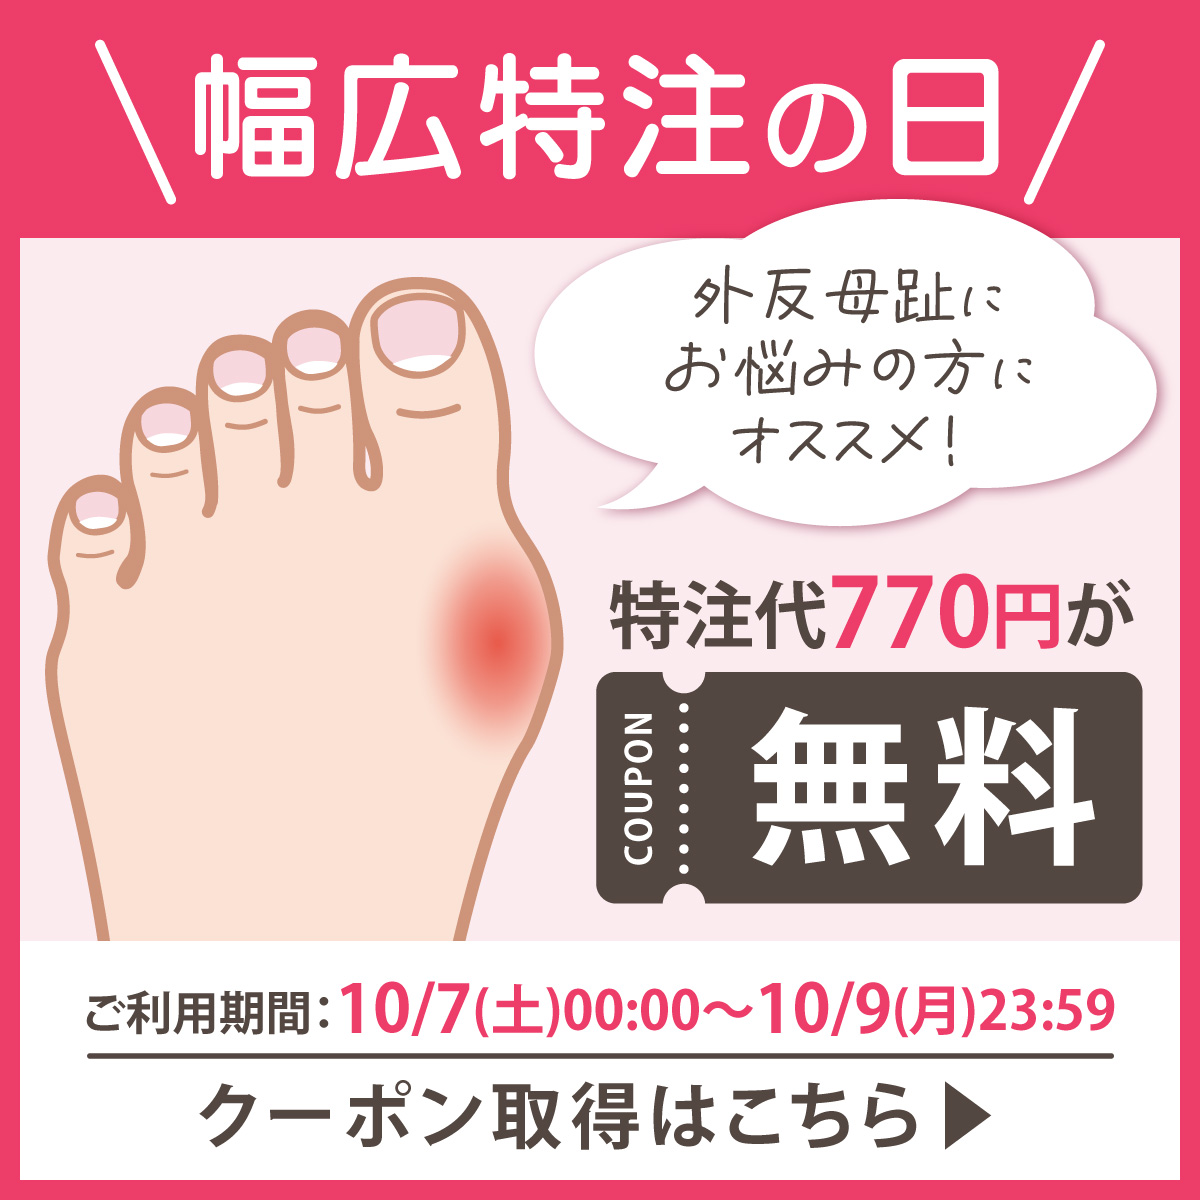 幅広特注の日
外反母趾に
お悩みの方に
オススメ!
特注代770円が
COUPON
無料
ご利用期間:10/7(土)00:00〜10/9(月)23:59
クーポン取得はこちら▶